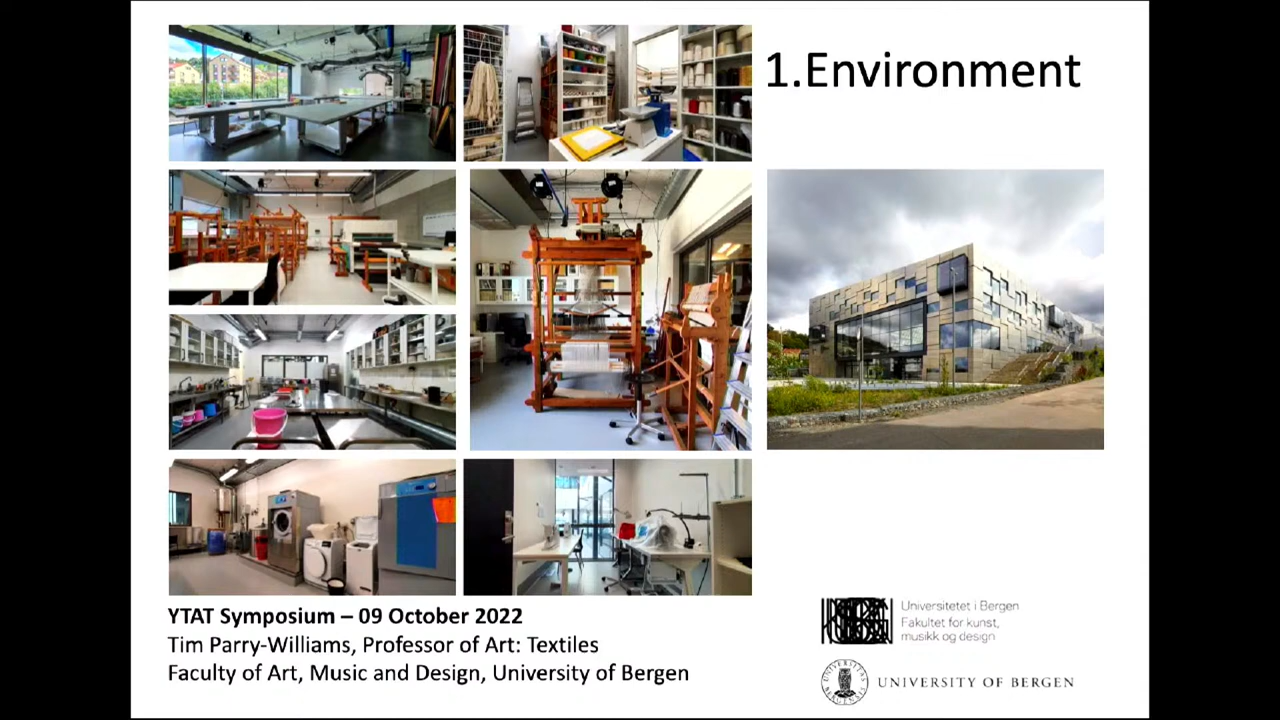 1.Environment
YTAT Symposium – 09 October 2022
Tim Parry-Williams, Professor of Art: Textiles
Faculty of Art, Music and Design, University of Bergen
Universitetet i Bergen
Fakultet for kunst,
musikk og design
UNIVERSITY OF BERGEN